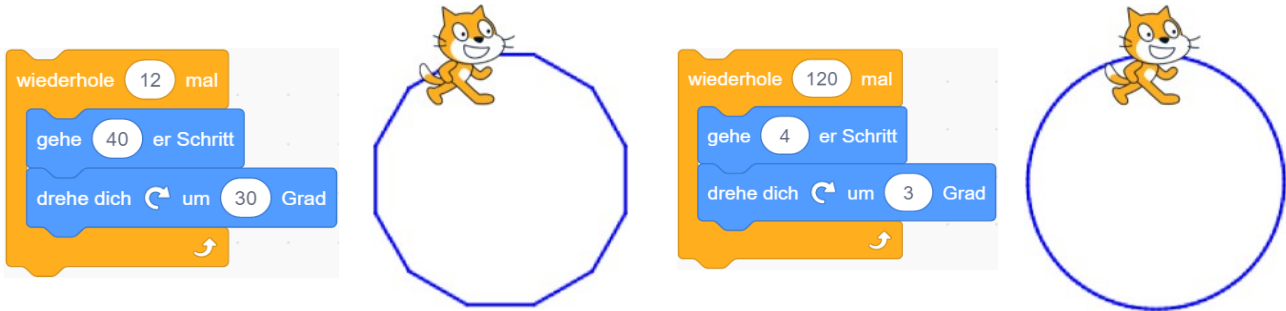 wiederhole 12 mal
gehe 40 er Schritt
drehe dich um 30 Grad
wiederhole 120 mal
gehe 4 er Schritt
drehe dich um 3 Grad